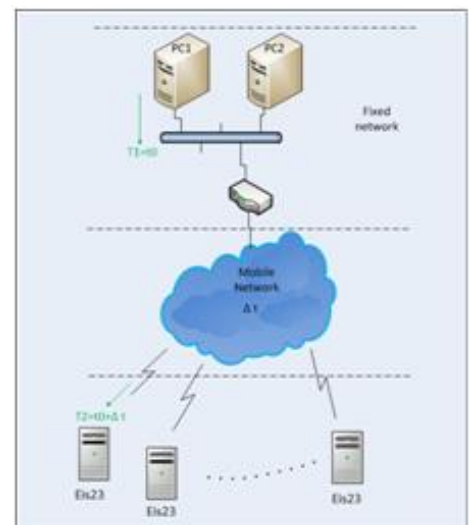 PC1
PC2
Fixed
network
T1=t0
Mobile
Network
Δ t
T2=t0+Δ t
Els23
Els23
Els23